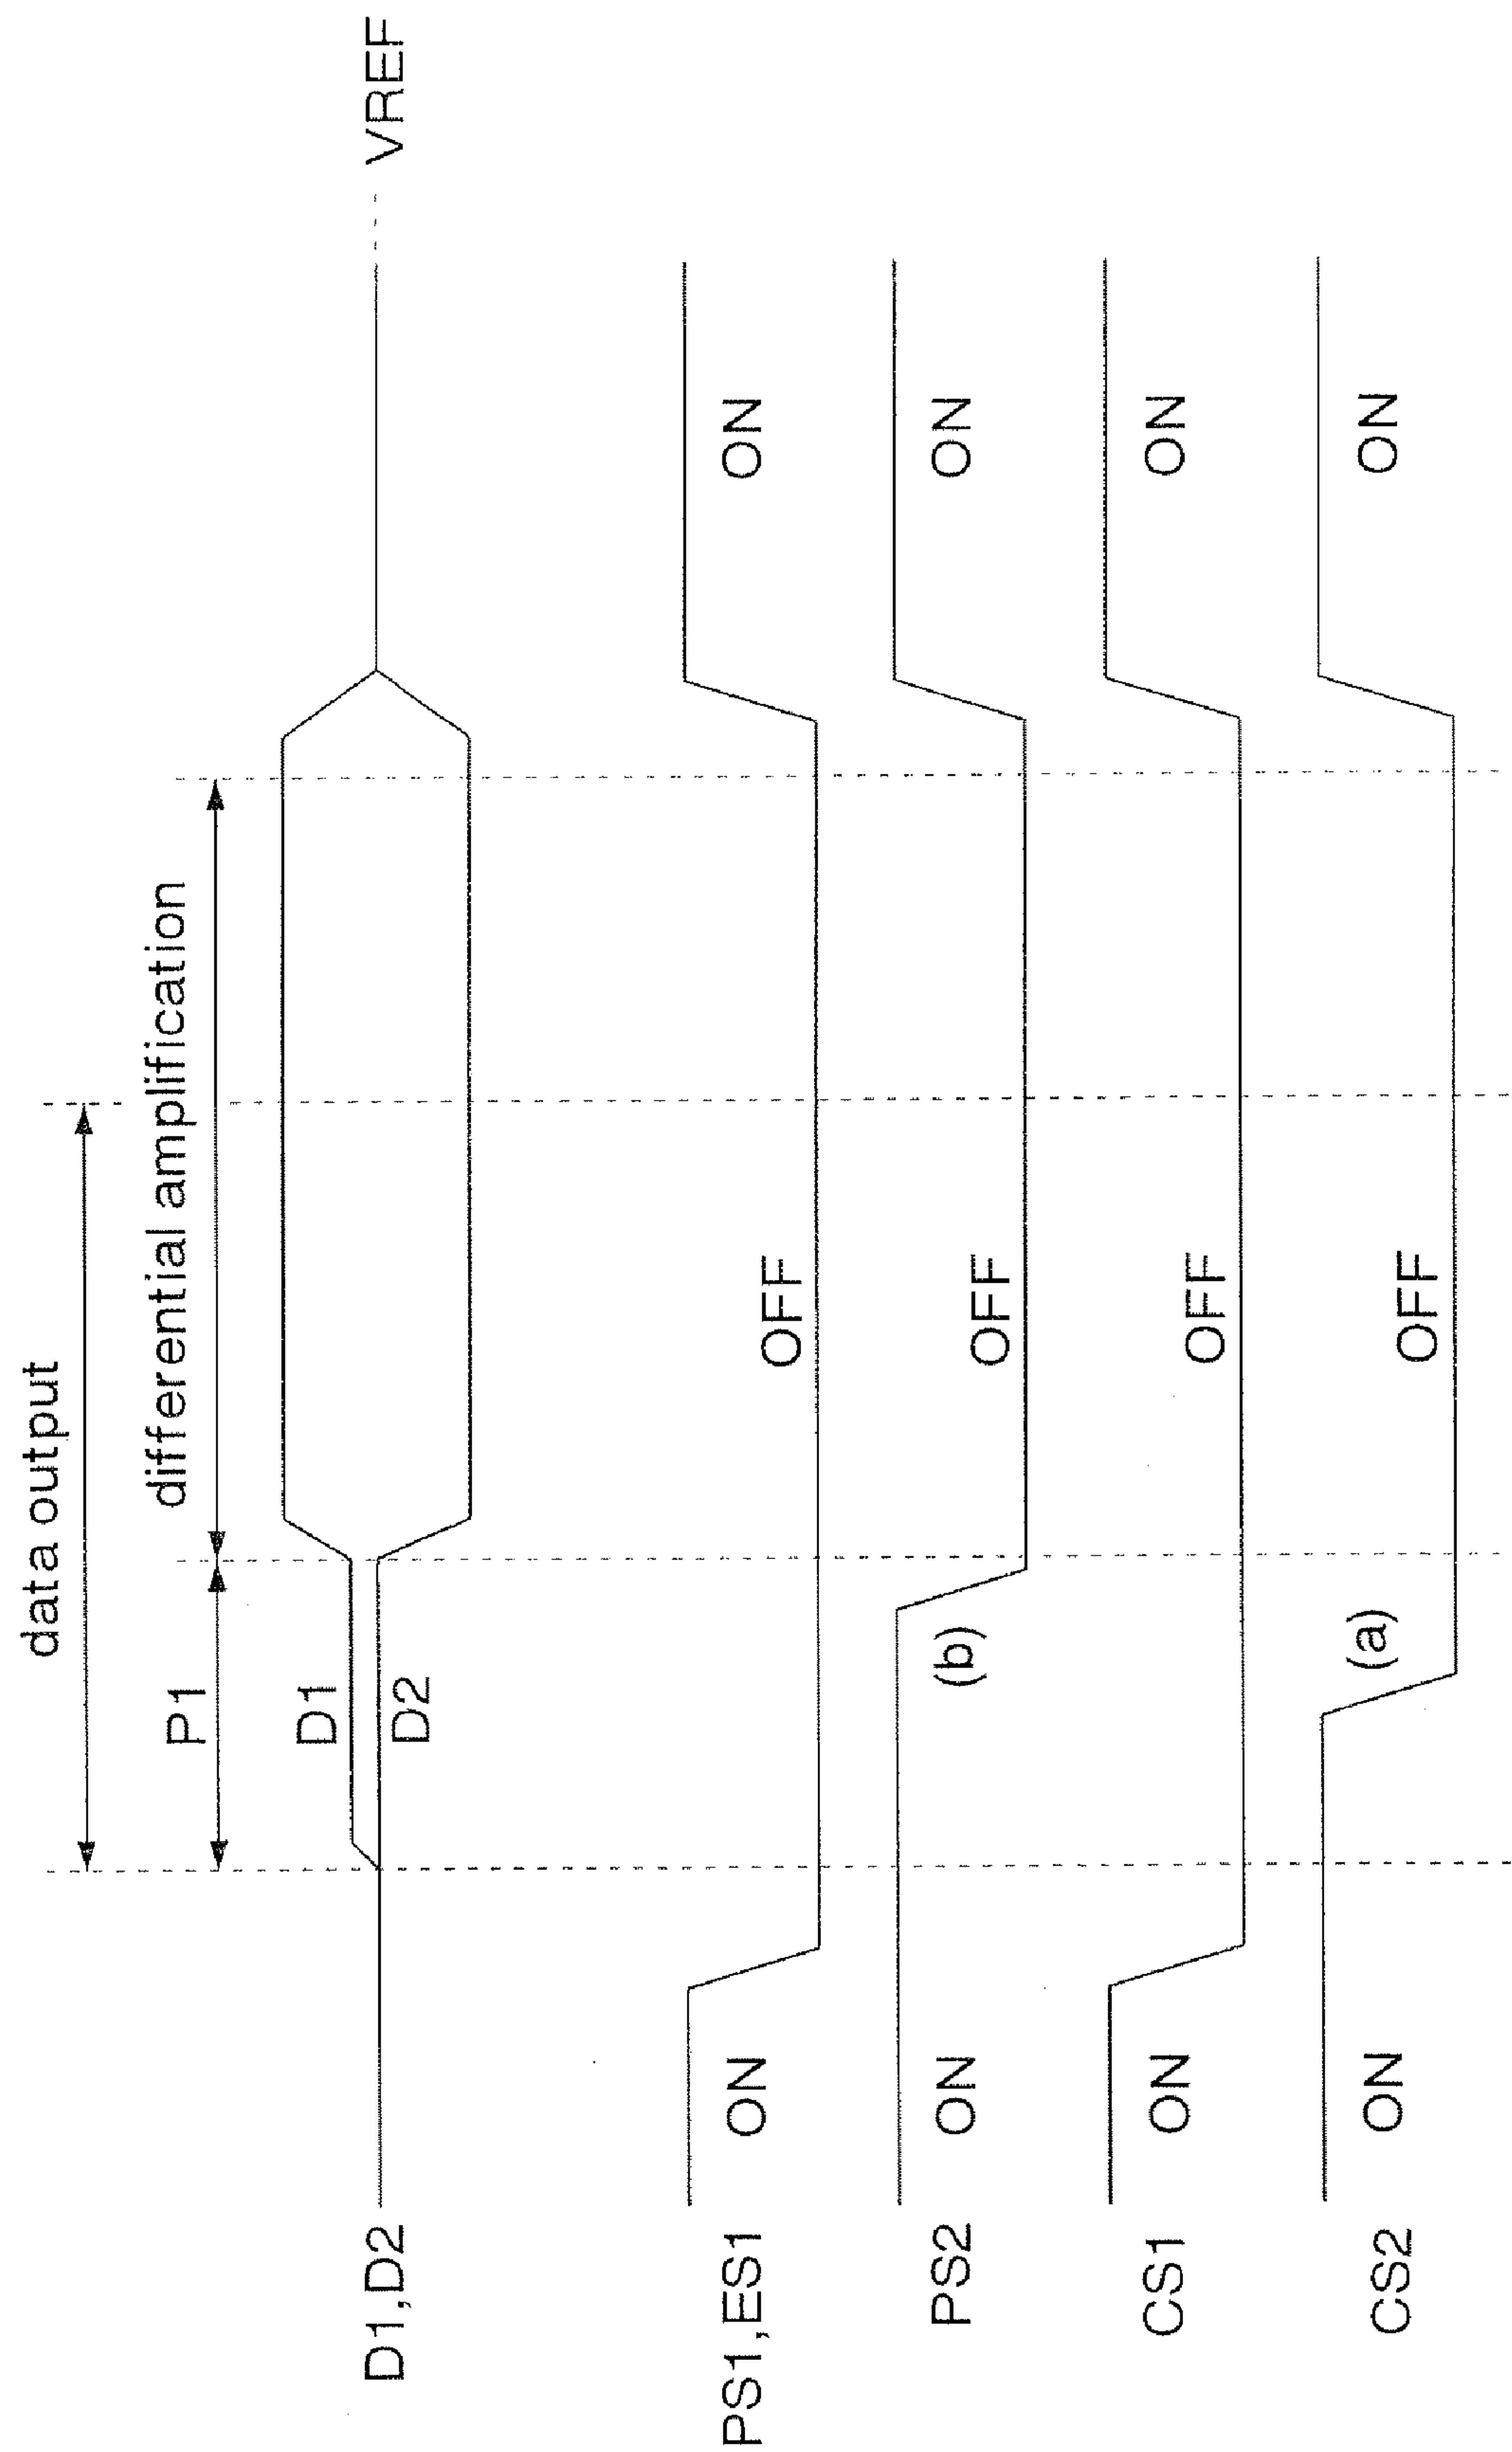 data output
P1 differential amplification
D1
D1,D2 VREF
D2
PS1,ES1 ON OFF ON
PS2 ON (b) OFF ON
CS1 ON OFF ON
CS2 ON (a) OFF ON